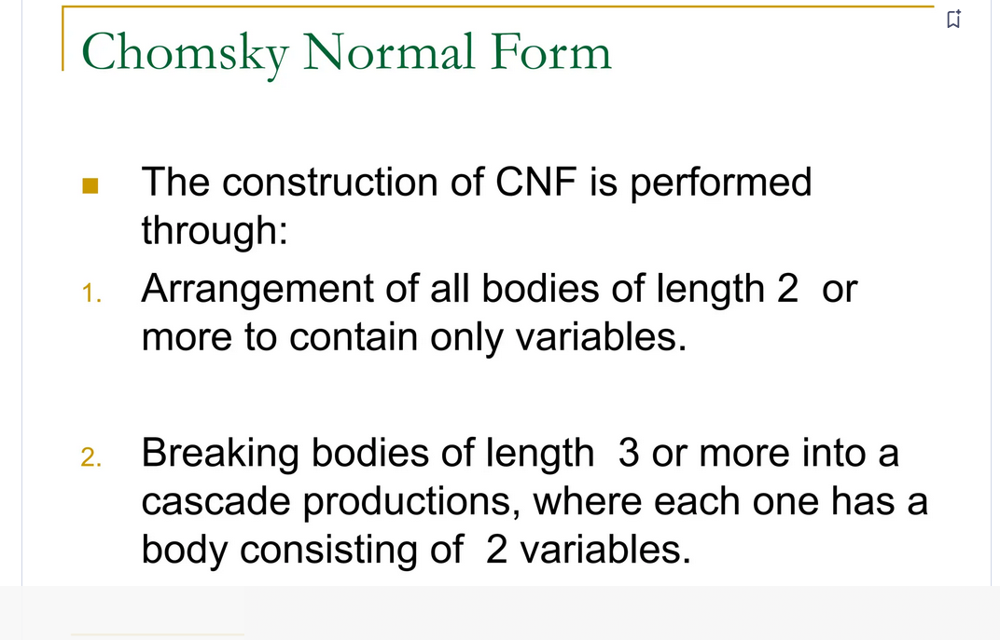 Chomsky Normal Form
The construction of CNF is performed
through:
1. Arrangement of all bodies of length 2 or
more to contain only variables.
2. Breaking bodies of length 3 or more into a
cascade productions, where each one has a
body consisting of 2 variables.